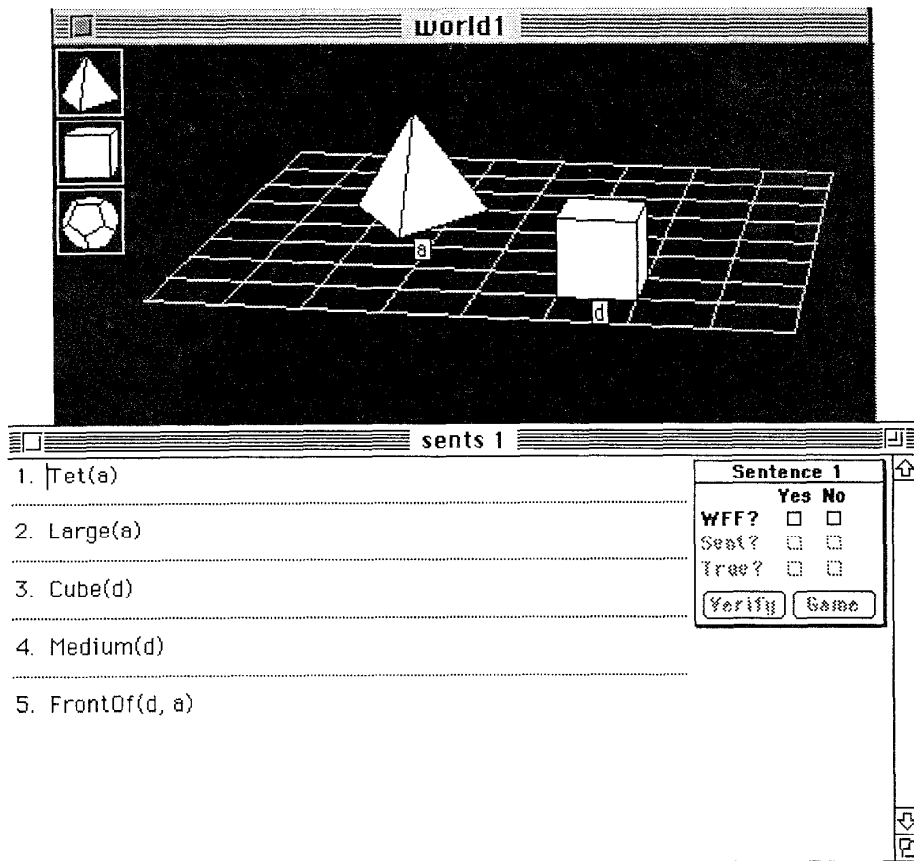 world1
a
d
sents 1
1. Tet(a)
2. Large(a)
3. Cube(d)
4. Medium(d)
5. FrontOf(d, a)
Sentence 1
Yes No
WFF?
Sent?
True?
Verify Game